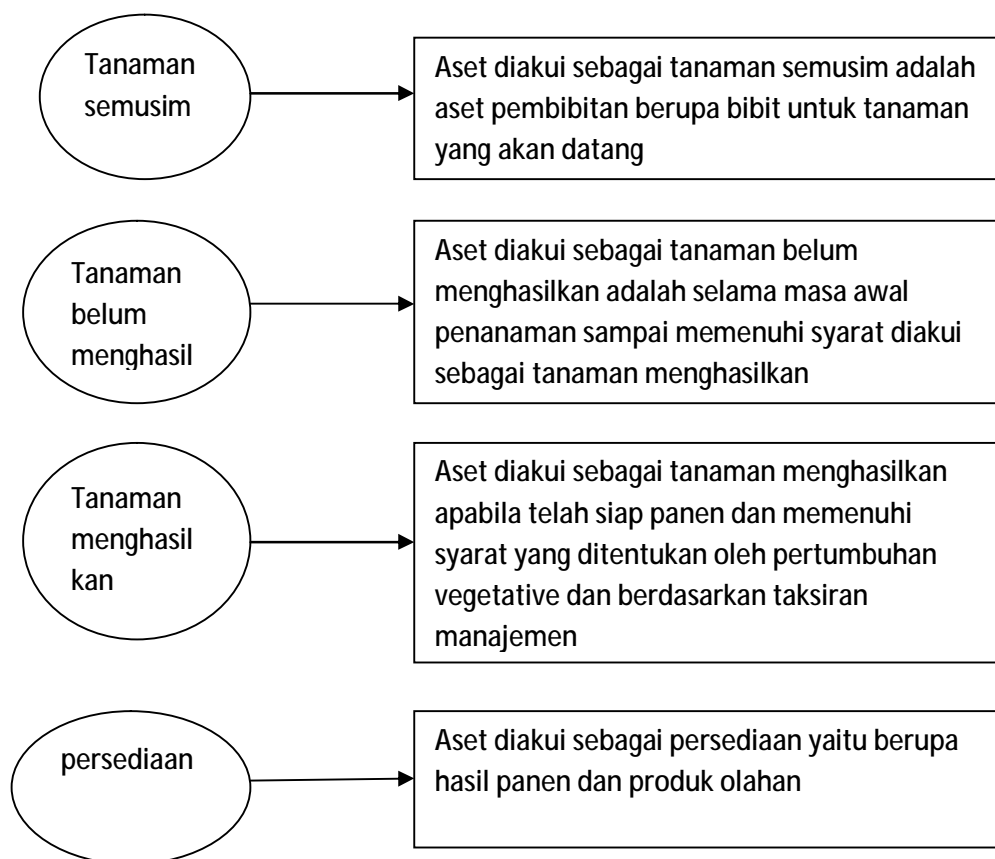 Tanaman
semusim
Aset diakui sebagai tanaman semusim adalah
aset pembibitan berupa bibit untuk tanaman
yang akan datang
Tanaman
belum
menghasil
Aset diakui sebagai tanaman belum
menghasilkan adalah selama masa awal
penanaman sampai memenuhi syarat diakui
sebagai tanaman menghasilkan
Tanaman
menghasil
kan
Aset diakui sebagai tanaman menghasilkan
apabila telah siap panen dan memenuhi
syarat yang ditentukan oleh pertumbuhan
vegetative dan berdasarkan taksiran
manajemen
persediaan
Aset diakui sebagai persediaan yaitu berupa
hasil panen dan produk olahan